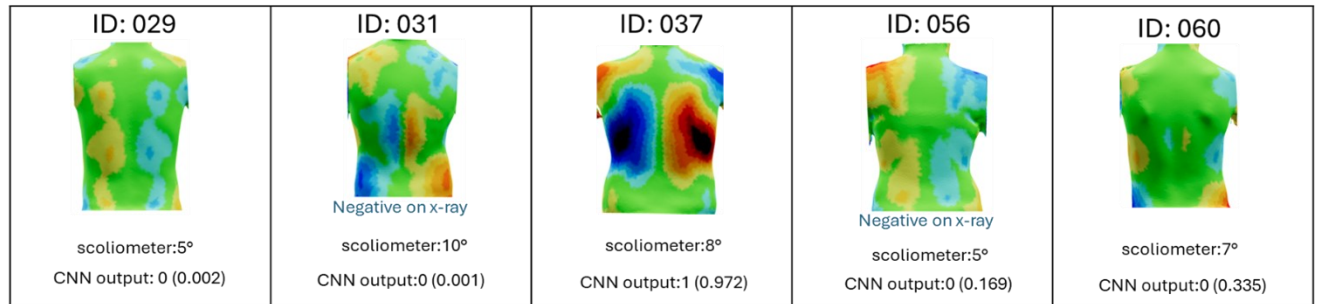 ID: 029
scoliometer:5°
CNN output: 0 (0.002)
ID: 031
Negative on x-ray
scoliometer:10°
CNN output:0 (0.001)
ID: 037
scoliometer:8°
CNN output:1 (0.972)
ID: 056
Negative on x-ray
scoliometer:5°
CNN output:0 (0.169)
ID: 060
scoliometer:7°
CNN output:0 (0.335)